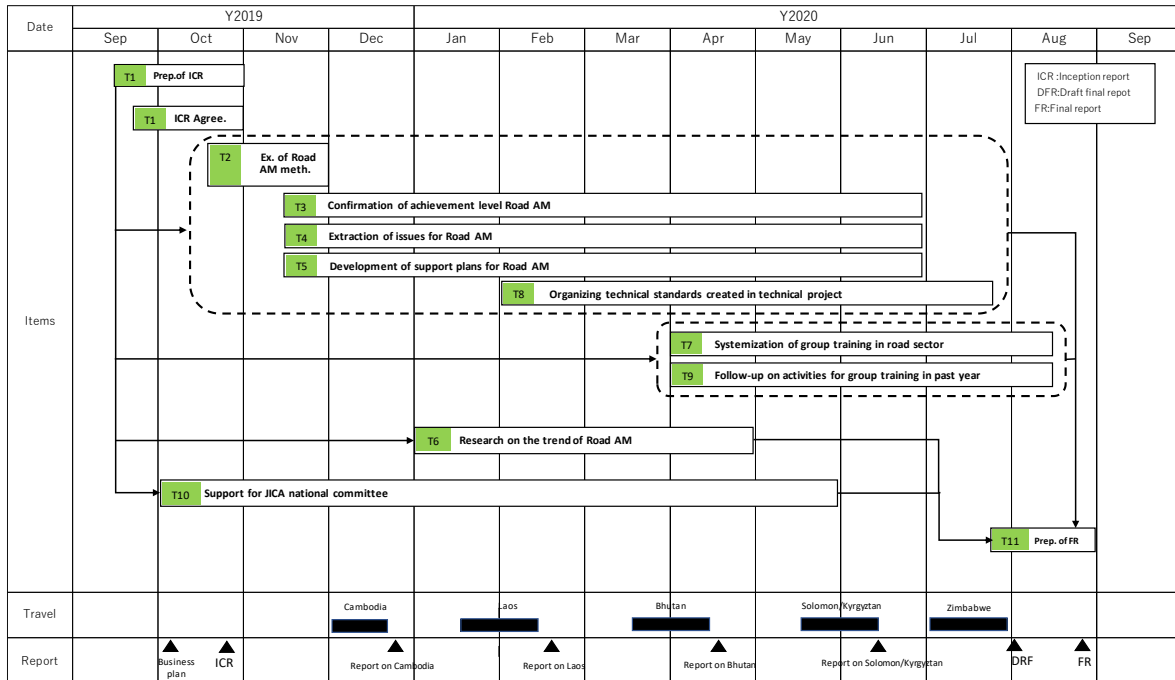 Date
Y2019
Y2020
Sep
Oct
Nov
Dec
Jan
Feb
Mar
Apr
May
Jun
Jul
Aug
Sep
Items
T1
Prep.of ICR
ICR :Inception report
DFR:Draft final repot
FR:Final report
T1
ICR Agree.
T2
Ex. of Road
AM meth.
T3
Confirmation of achievement level Road AM
T4
Extraction of issues for Road AM
T5
Development of support plans for Road AM
T8
Organizing technical standards created in technical project
T7
Systemization of group training in road sector
T9
Follow-up on activities for group training in past year
T6
Research on the trend of Road AM
T10
Support for JICA national committee
T11
Prep. of FR
Travel
Cambodia
Laos
Bhutan
Solomon/Kyrgyztan
Zimbabwe
Report
Business
plan
ICR
Report on Cambodia
Report on Laos
Report on Bhutan
Report on Solomon/Kyrgyztan
DRF
FR